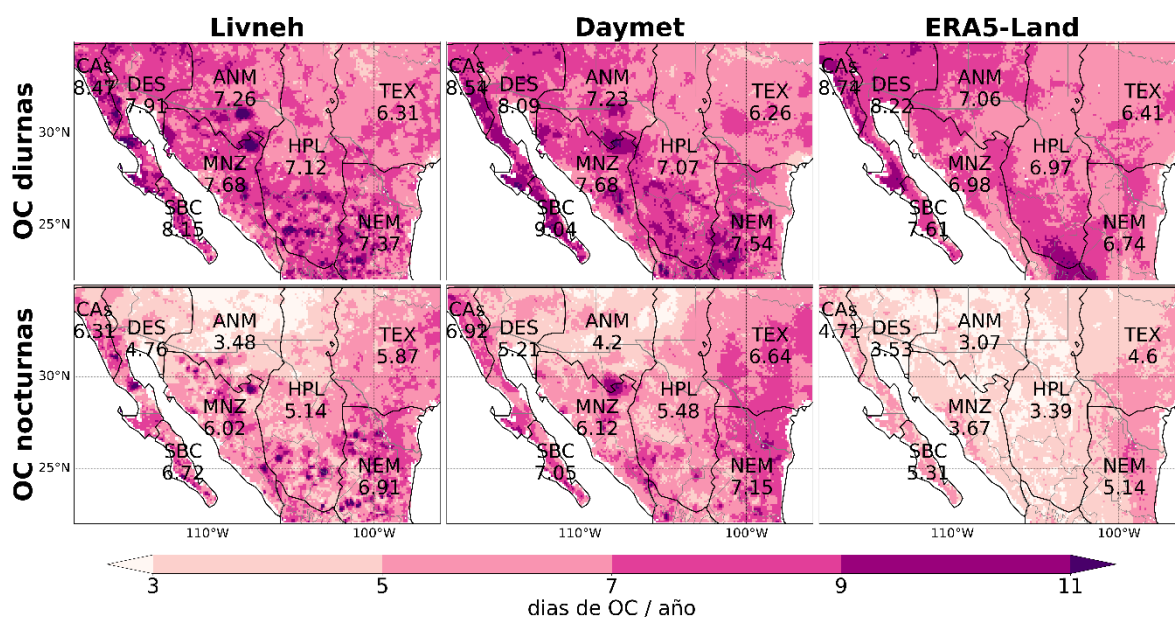 Livneh
Daymet
ERA5-Land
OC diurnas
CAs
8.47
DES
7.91
ANM
7.26
TEX
6.31
HPL
7.12
MNZ
7.68
SBC
8.15
NEM
7.37
30°N
25°N
CAs
8.54
DES
8.09
ANM
7.23
TEX
6.26
HPL
7.07
MNZ
7.68
SBC
9.04
NEM
7.54
CAs
8.74
DES
8.22
ANM
7.06
TEX
6.41
HPL
6.97
MNZ
6.98
SBC
7.61
NEM
6.74
OC nocturnas
CAs
6.31
DES
4.76
ANM
3.48
TEX
5.87
HPL
5.14
MNZ
6.02
SBC
6.72
NEM
6.91
30°N
25°N
110°W
100°W
CAs
6.92
DES
5.21
ANM
4.2
TEX
6.64
HPL
5.48
MNZ
6.12
SBC
7.05
NEM
7.15
110°W
100°W
CAs
4.71
DES
3.53
ANM
3.07
TEX
4.6
HPL
3.39
MNZ
3.67
SBC
5.31
NEM
5.14
110°W
100°W
3 5 7 9 11
dias de OC / año